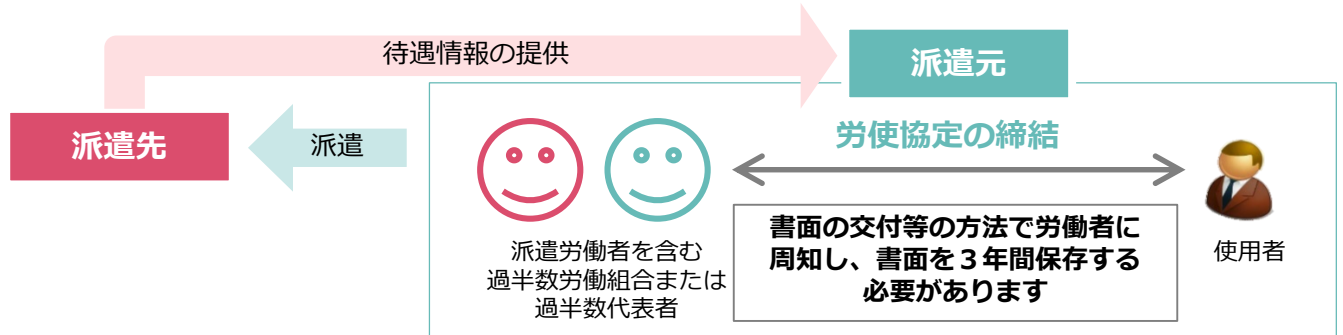 待遇情報の提供
派遣元
派遣先
派遣
労使協定の締結
書面の交付等の方法で労働者に
周知し、書面を３年間保存する
必要があります
派遣労働者を含む
過半数労働組合または
過半数代表者
使用者